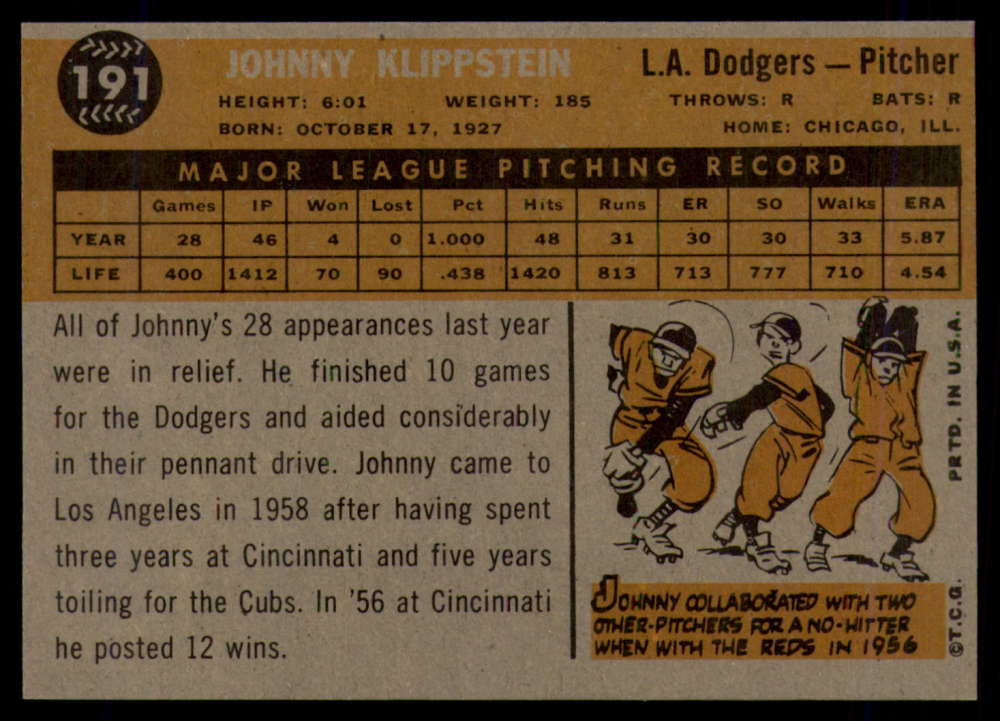 191
JOHNNY KLIPPSTEIN
L.A. Dodgers — Pitcher
HEIGHT: 6:01 WEIGHT: 185 THROWS: R BATS: R
BORN: OCTOBER 17, 1927 HOME: CHICAGO, ILL.
MAJOR LEAGUE PITCHING RECORD
Games IP Won Lost Pct Hits Runs ER SO Walks ERA
YEAR 28 46 4 0 1.000 48 31 30 30 33 5.87
LIFE 400 1412 70 90 .438 1420 813 713 777 710 4.54
All of Johnny's 28 appearances last year
were in relief. He finished 10 games
for the Dodgers and aided considerably
in their pennant drive. Johnny came to
Los Angeles in 1958 after having spent
three years at Cincinnati and five years
toiling for the Cubs. In '56 at Cincinnati
he posted 12 wins.
JOHNNY COLLABORATED WITH TWO
OTHER-PITCHERS FOR A NO-HITTER
WHEN WITH THE REDS IN 1956
©T.C.G. PRTD. IN U.S.A.